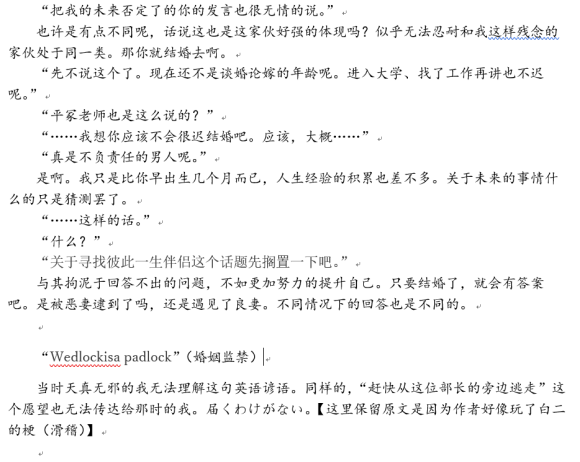 “把我的未来否定了的你的发言也很无情的说。”
也许是有点不同呢，话说这也是这家伙好强的体现吗？似乎无法忍耐和我这样残念的
家伙处于同一类。那你就结婚去啊。
“先不说这个了。现在还不是谈婚论嫁的年龄呢。进入大学、找了工作再讲也不迟
呢。”
“平冢老师也是这么说的？”
“……我想你应该不会很迟结婚吧。应该，大概……”
“真是不负责任的男人呢。”
是啊。我只是比你早出生几个月而已，人生经验的积累也差不多。关于未来的事情什
么的只是猜测罢了。
“……这样的话。”
“什么？”
“关于寻找彼此一生伴侣这个话题先搁置一下吧。”
与其拘泥于回答不出的问题，不如更加努力的提升自己。只要结婚了，就会有答案
吧。是被恶妻逮到了吗，还是遇见了良妻。不同情况下的回答也是不同的。
“Wedlockisa padlock”（婚姻监禁）
当时天真无邪的我无法理解这句英语谚语。同样的，“赶快从这位部长的旁边逃走”这
个愿望也无法传达给那时的我。届くわけがない。【这里保留原文是因为作者好像玩了白二
的梗（滑稽）】